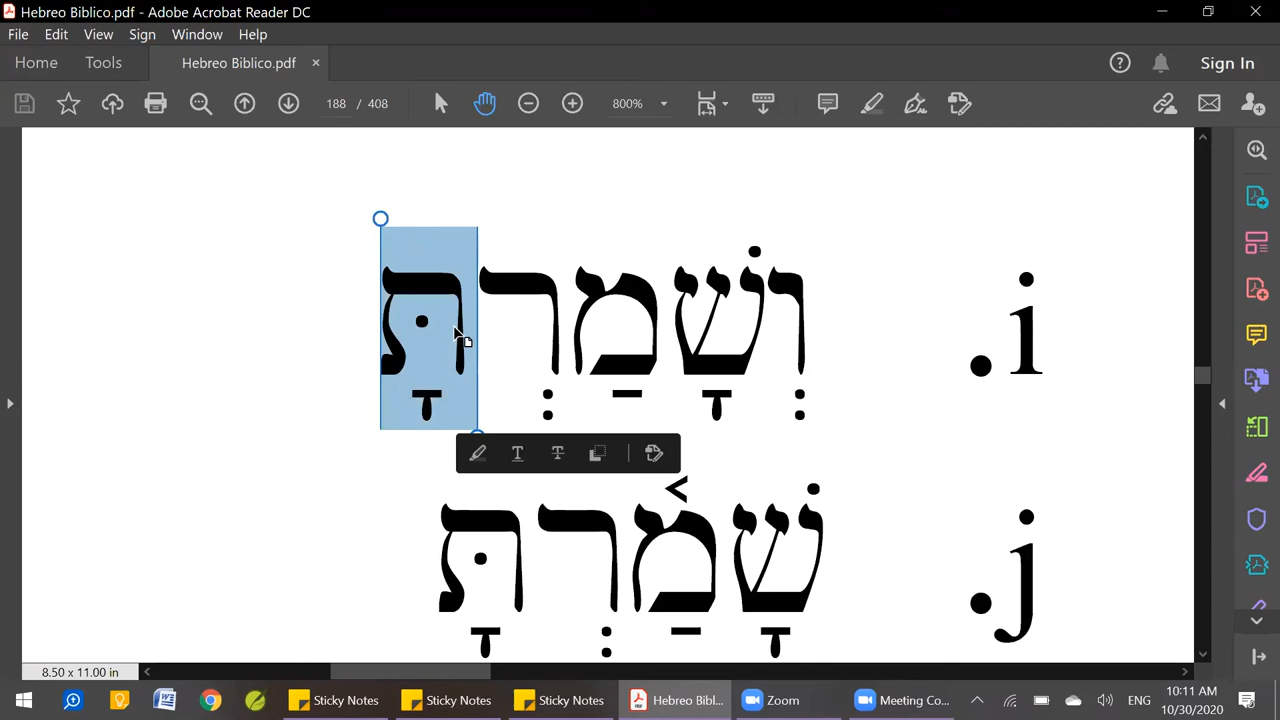 Hebreo Biblico.pdf - Adobe Acrobat Reader DC
File Edit View Sign Window Help
Home Tools Hebreo Biblico.pdf × Sign In
188 / 408 800%
i. וְשָׁמַרְתָּ
<
j. שָׁמַרְתָּ
8.50 x 11.00 in
Sticky Notes Sticky Notes Sticky Notes Hebreo Bibl... Zoom Meeting Co... ENG 10:11 AM
10/30/2020